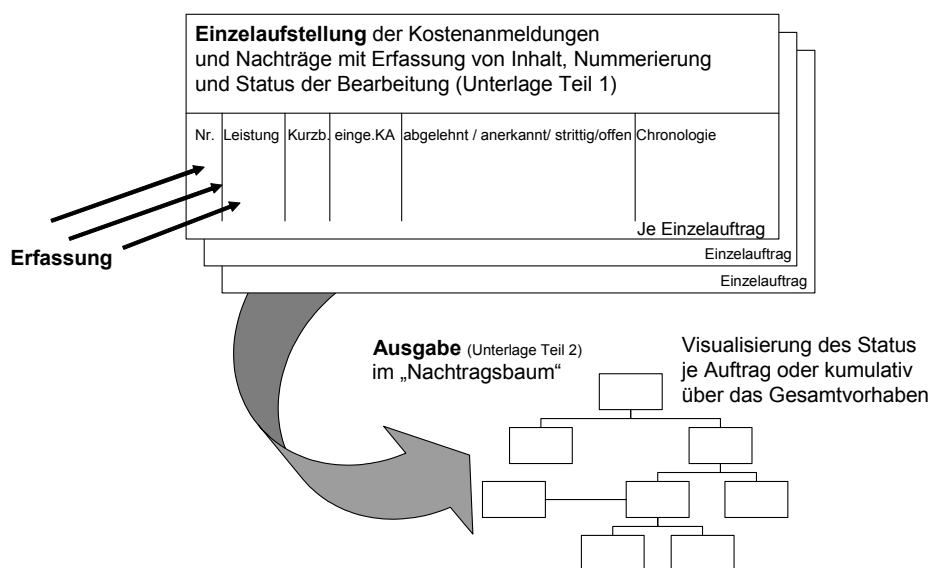 Einzelaufstellung der Kostenanmeldungen
und Nachträge mit Erfassung von Inhalt, Nummerierung
und Status der Bearbeitung (Unterlage Teil 1)
Nr. Leistung Kurzb. einge.KA abgelehnt / anerkannt/ strittig/offen Chronologie
Je Einzelauftrag
Einzelauftrag
Einzelauftrag
Erfassung
Ausgabe (Unterlage Teil 2)
im „Nachtragsbaum“
Visualisierung des Status
je Auftrag oder kumulativ
über das Gesamtvorhaben